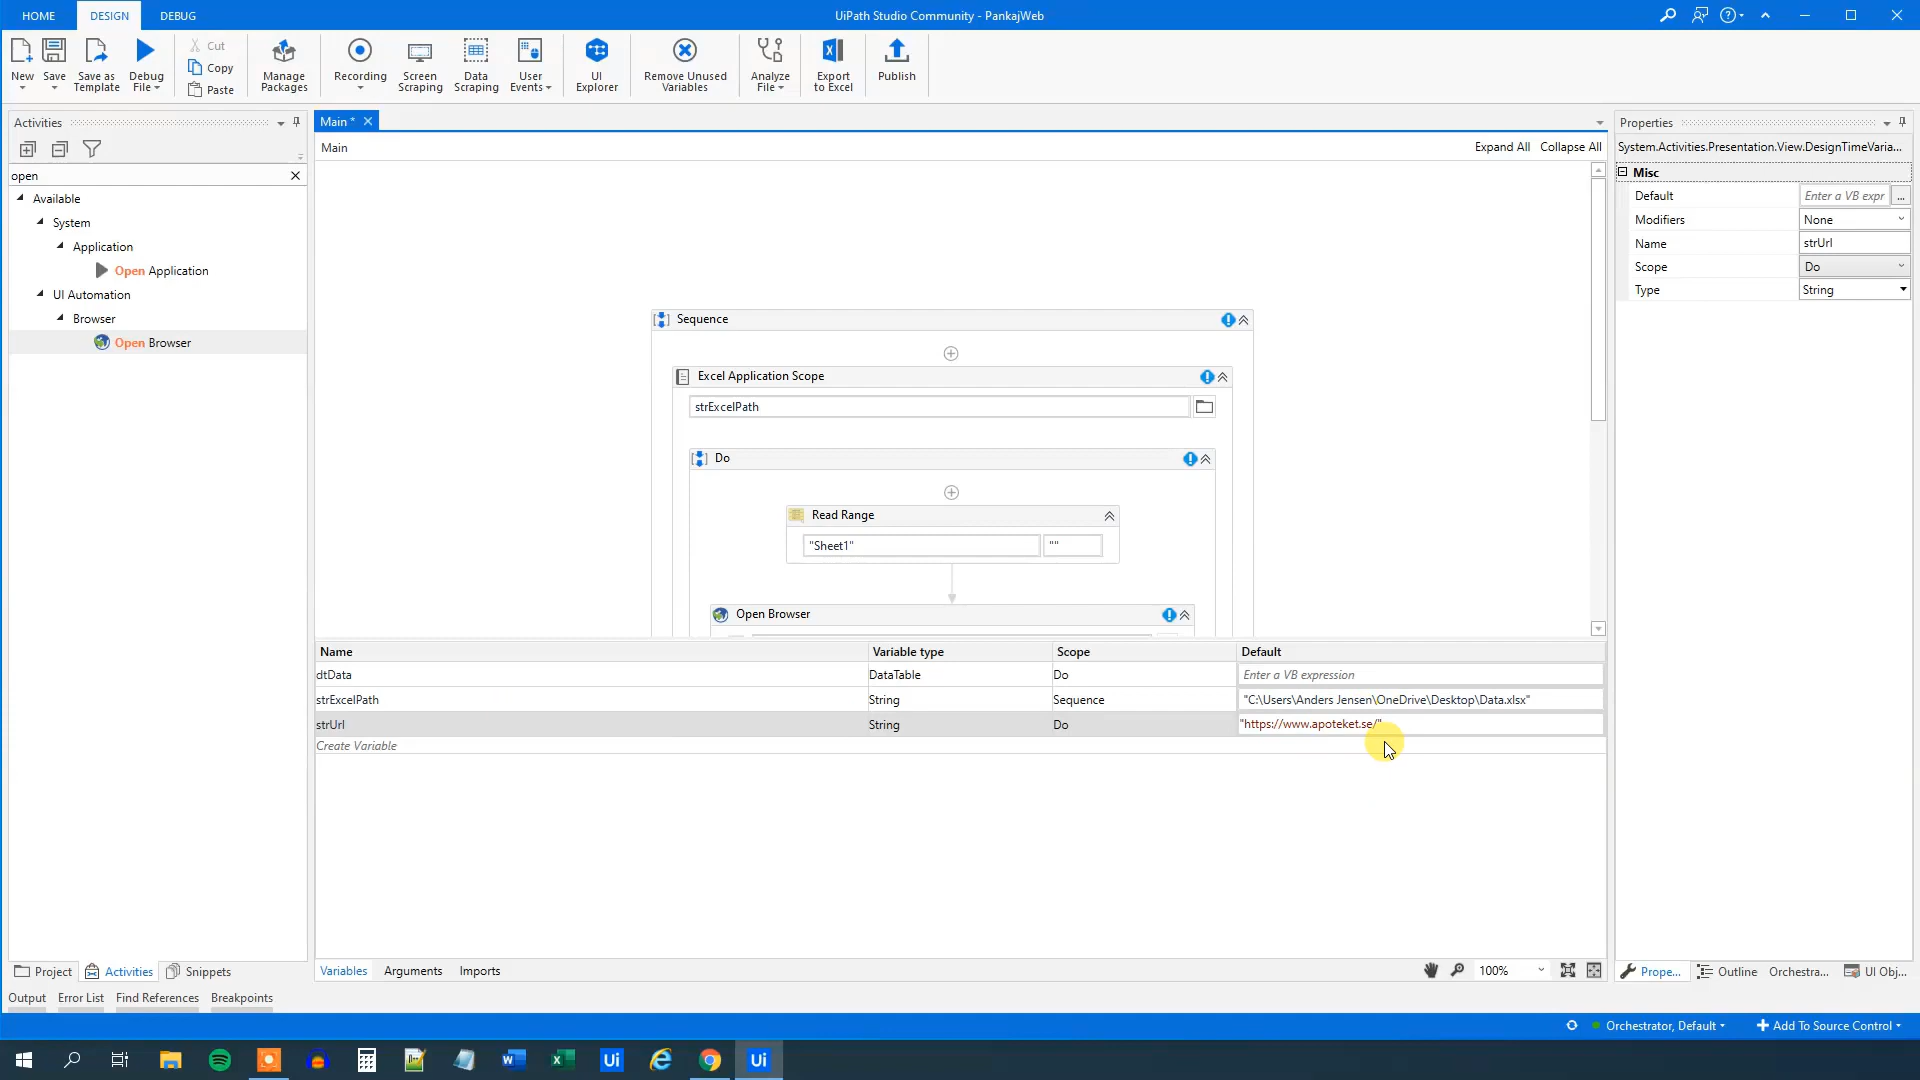 HOME DESIGN DEBUG UiPath Studio Community - PankajWeb
New Save Save as Template Debug File Cut Copy Paste Manage Packages Recording Screen Scraping Data Scraping User Events UI Explorer Remove Unused Variables Analyze File Export to Excel Publish
Activities
open
Available
System
Application
Open Application
UI Automation
Browser
Open Browser
Main *
Main Expand All Collapse All
Sequence
Excel Application Scope
strExcelPath
Do
Read Range
"Sheet1" ""
Open Browser
Name Variable type Scope Default
dtData DataTable Do Enter a VB expression
strExcelPath String Sequence "C:\Users\Anders Jensen\OneDrive\Desktop\Data.xlsx"
strUrl String Do "https://www.apoteket.se/"
Create Variable
Variables Arguments Imports 100%
Properties
System.Activities.Presentation.View.DesignTimeVaria...
Misc
Default Enter a VB expr ...
Modifiers None
Name strUrl
Scope Do
Type String
Project Activities Snippets
Prope... Outline Orchestra... UI Obj...
Output Error List Find References Breakpoints
Orchestrator, Default Add To Source Control